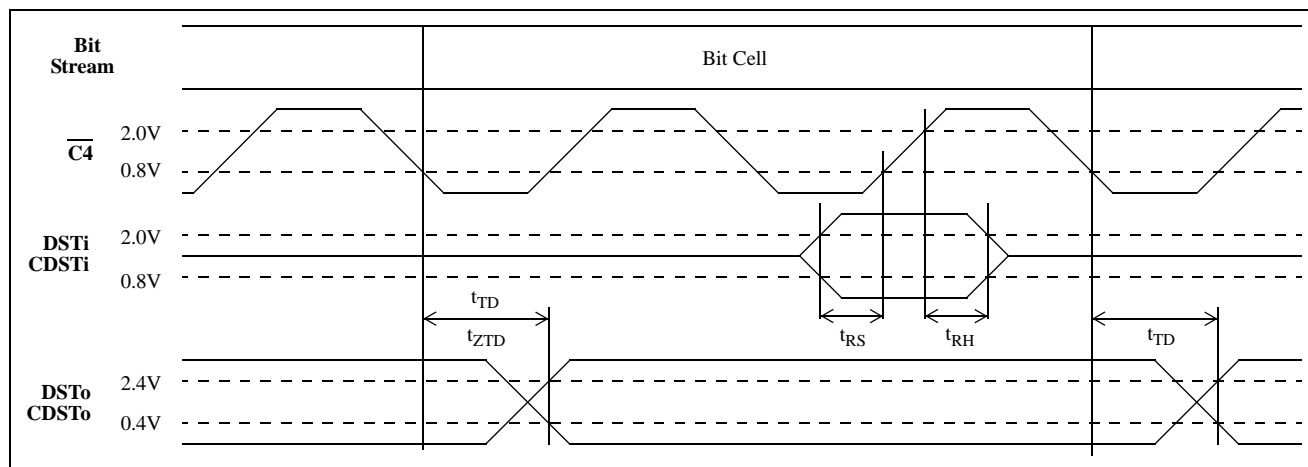 Bit
Stream
Bit Cell
C4
2.0V
0.8V
DSTi
CDSTi
2.0V
0.8V
tTD
tZTD
tRS
tRH
tTD
DSTo
CDSTo
2.4V
0.4V